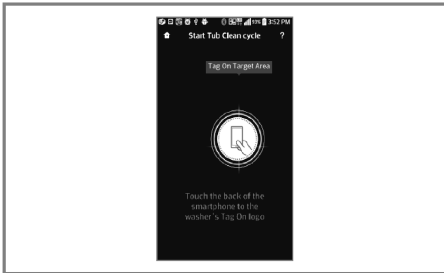 93% 3:52 PM
Start Tub Clean cycle ?
Tag On Target Area
Touch the back of the
smartphone to the
washer's Tag On logo